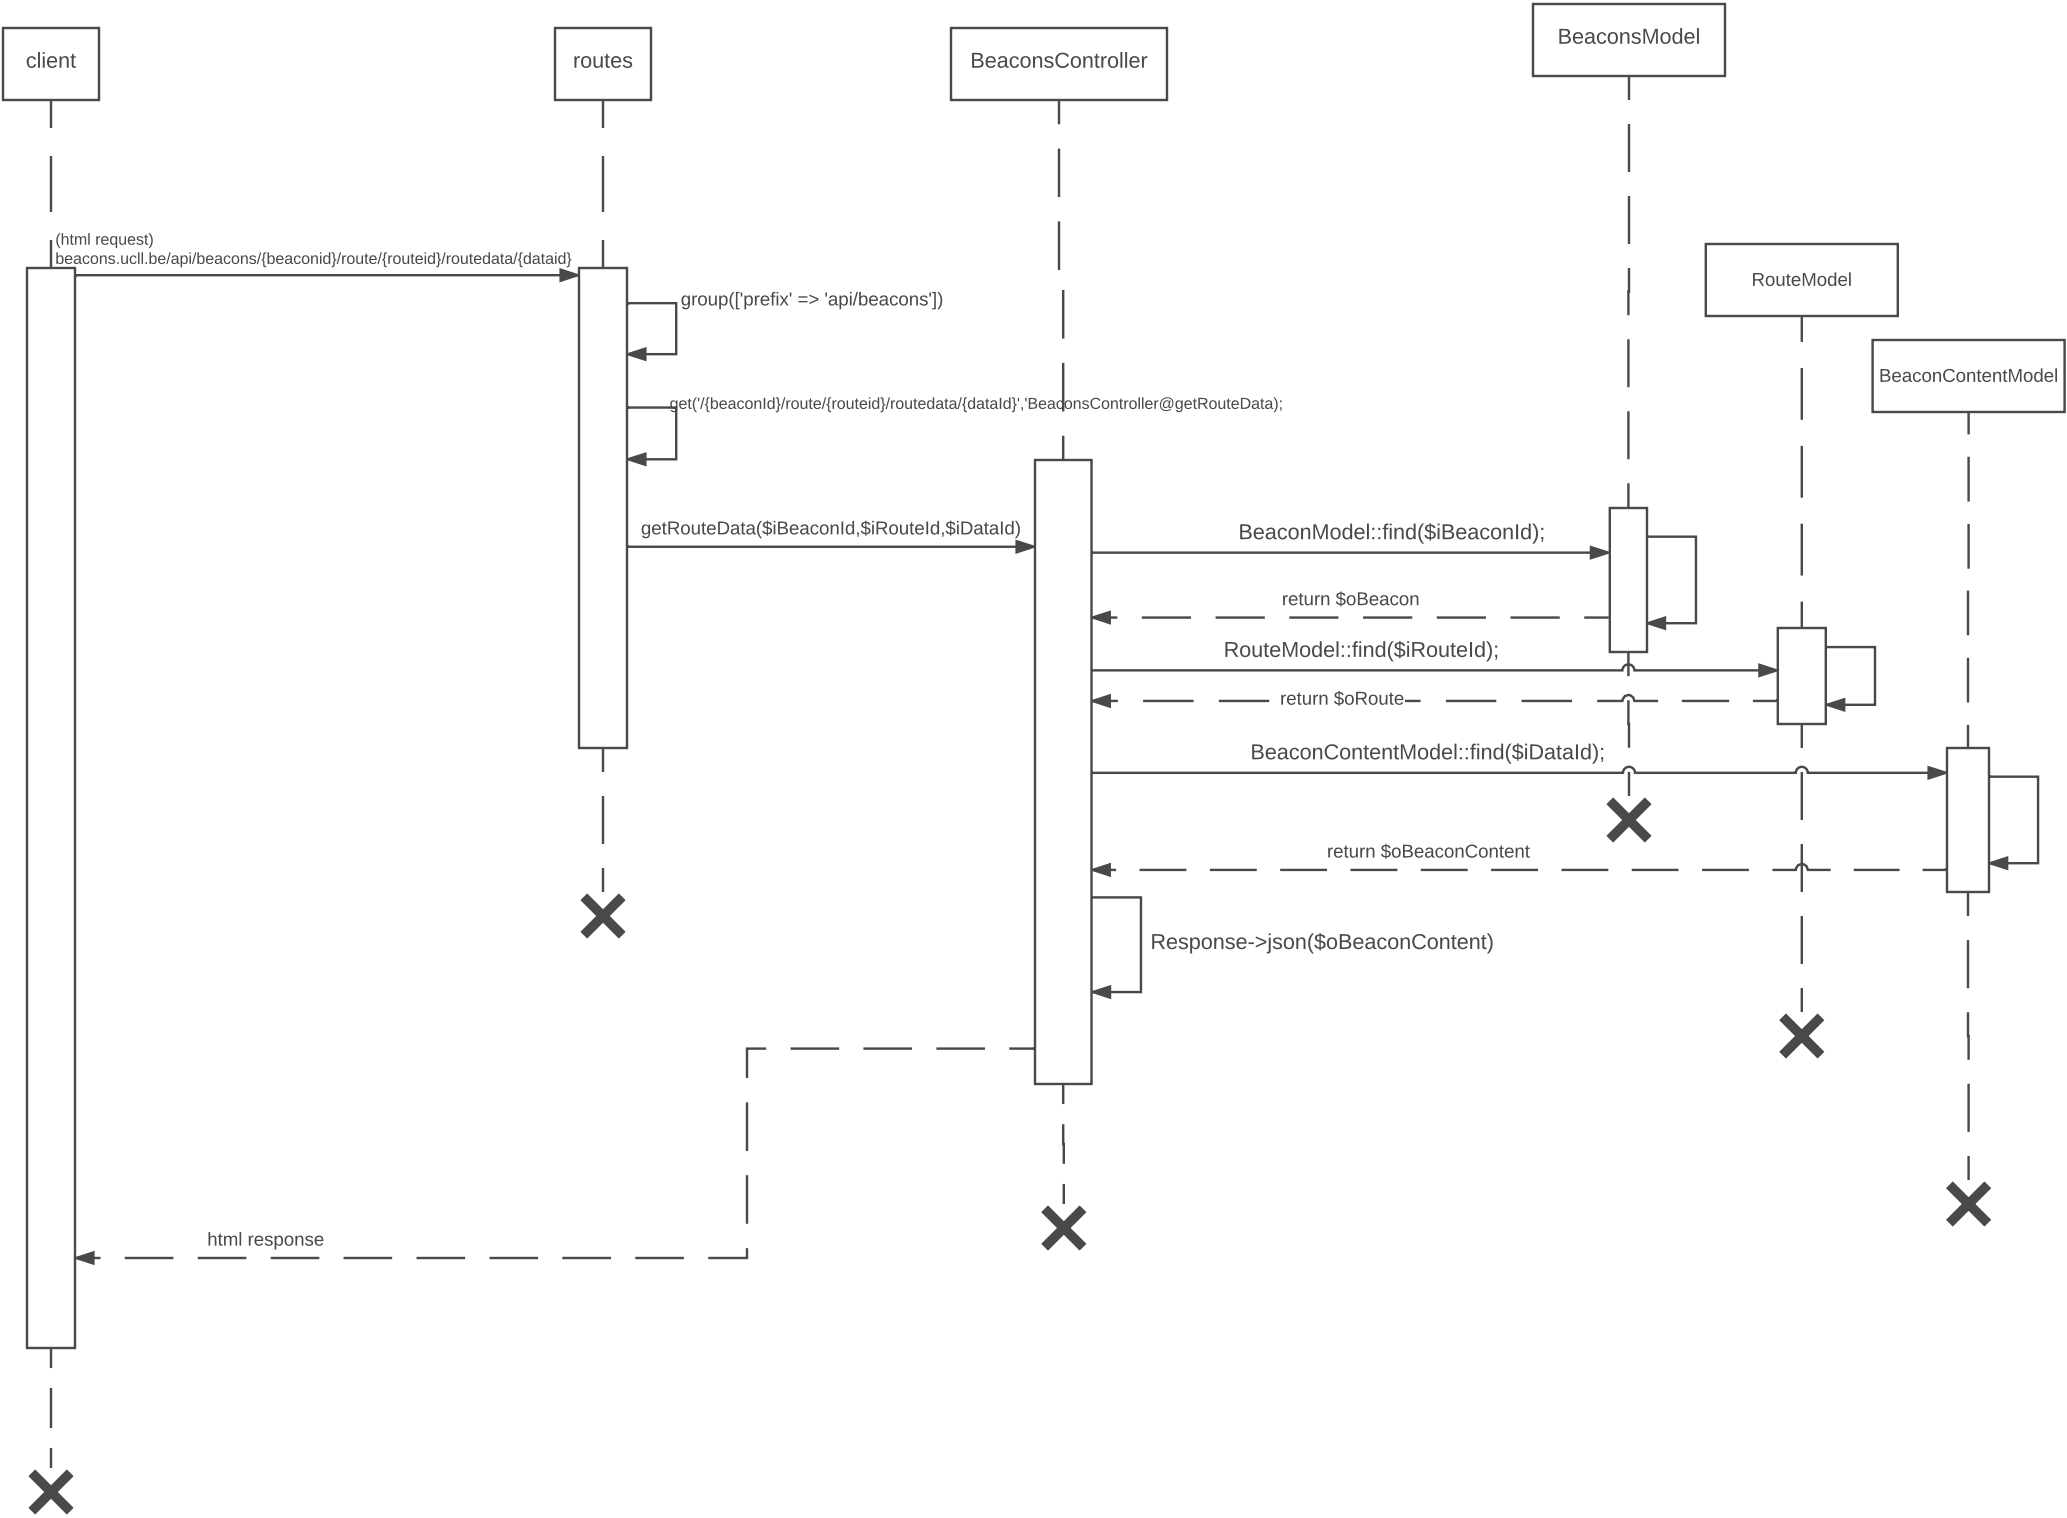 client
routes
BeaconsController
BeaconsModel
RouteModel
BeaconContentModel
(html request)
beacons.ucll.be/api/beacons/{beaconid}/route/{routeid}/routedata/{dataid}
group(['prefix' => 'api/beacons'])
get('/{beaconId}/route/{routeid}/routedata/{dataId}','BeaconsController@getRouteData);
getRouteData($iBeaconId,$iRouteId,$iDataId)
BeaconModel::find($iBeaconId);
return $oBeacon
RouteModel::find($iRouteId);
return $oRoute
BeaconContentModel::find($iDataId);
return $oBeaconContent
Response->json($oBeaconContent)
html response